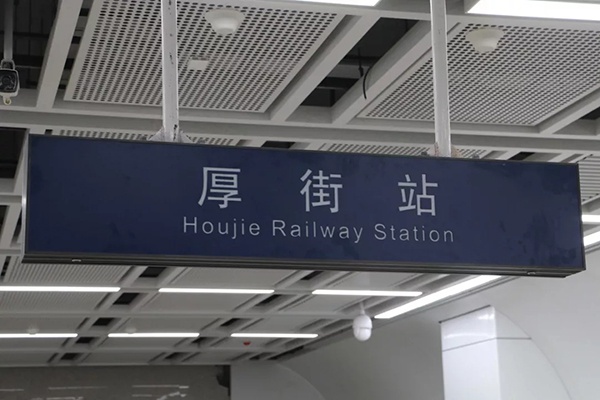 厚街站
Houjie Railway Station